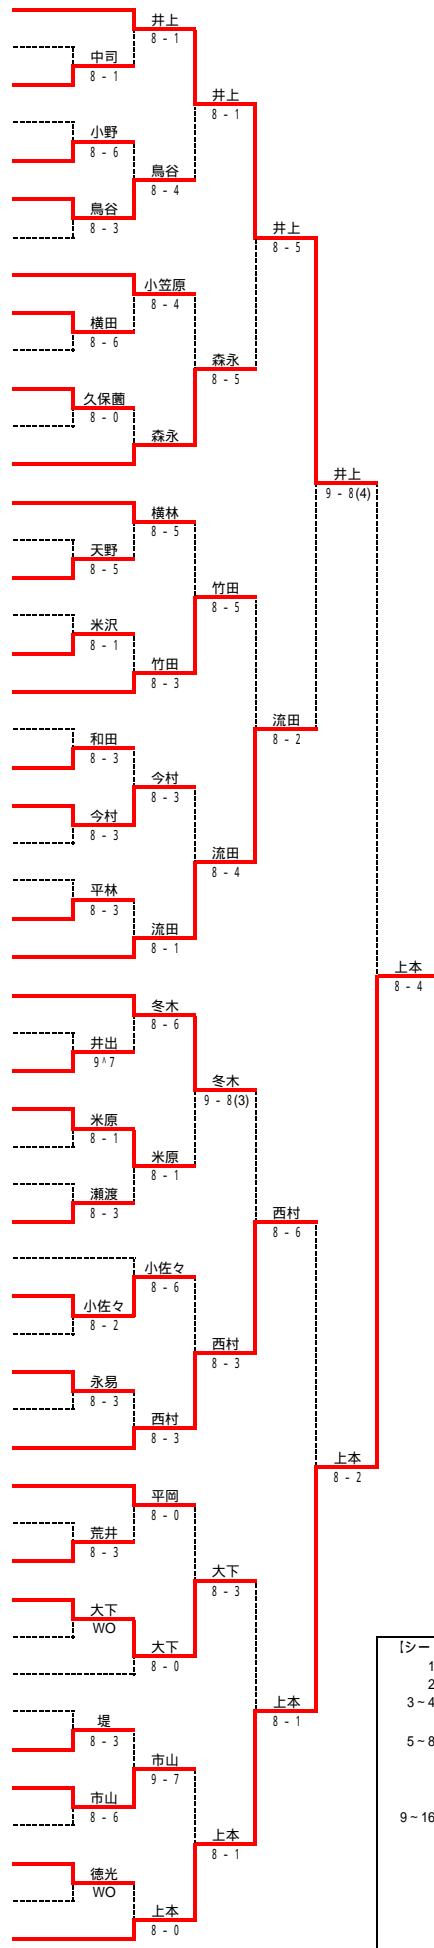 井上
8 - 1
中司
8 - 1
井上
8 - 1
小野
8 - 6
鳥谷
8 - 4
鳥谷
8 - 3
井上
8 - 5
小笠原
8 - 4
横田
8 - 6
森永
8 - 5
久保薗
8 - 0
森永
井上
9 - 8(4)
横林
8 - 5
天野
8 - 5
竹田
8 - 5
米沢
8 - 1
竹田
8 - 3
流田
8 - 2
和田
8 - 3
今村
8 - 3
今村
8 - 3
流田
8 - 4
平林
8 - 3
流田
8 - 1
上本
8 - 4
冬木
8 - 6
井出
9^7
冬木
9 - 8(3)
米原
8 - 1
米原
8 - 1
瀬渡
8 - 3
西村
8 - 6
小佐々
8 - 6
小佐々
8 - 2
西村
8 - 3
永易
8 - 3
西村
8 - 3
上本
8 - 2
平岡
8 - 0
荒井
8 - 3
大下
8 - 3
大下
WO
大下
8 - 0
上本
8 - 1
堤
8 - 3
市山
9 - 7
市山
8 - 6
上本
8 - 1
徳光
WO
上本
8 - 0
【シー
1
2
3~4
5~8
9~16